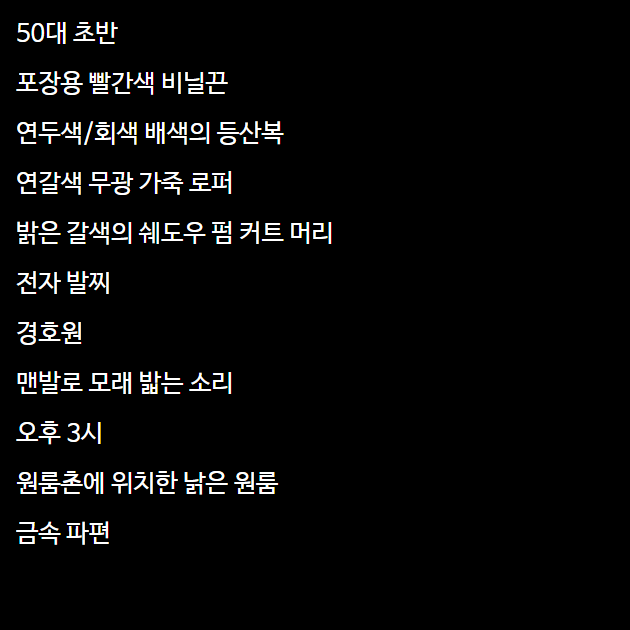 50대 초반
포장용 빨간색 비닐끈
연두색/회색 배색의 등산복
연갈색 무광 가죽 로퍼
밝은 갈색의 쉐도우 펌 커트 머리
전자 발찌
경호원
맨발로 모래 밟는 소리
오후 3시
원룸촌에 위치한 낡은 원룸
금속 파편